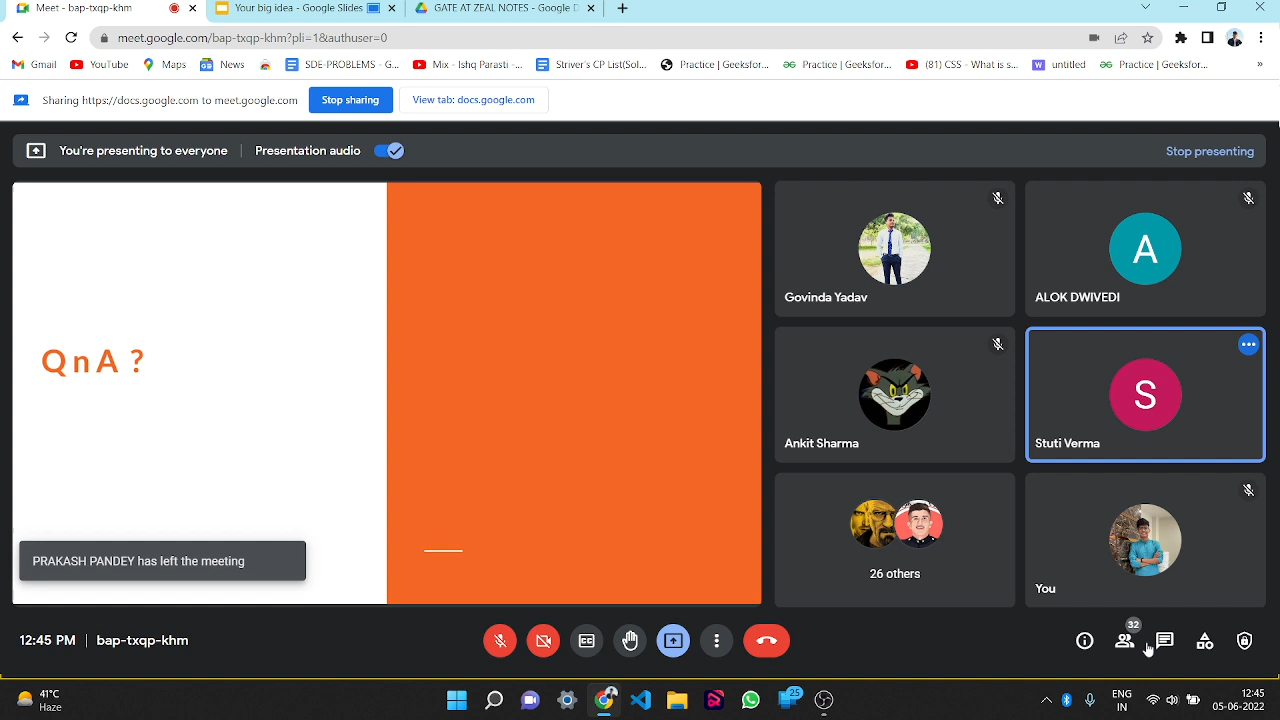 Meet - bap-txqp-khm
Your big idea - Google Slides
GATE AT ZEAL NOTES - Google D
meet.google.com/bap-txqp-khm?pli=1&authuser=0
Gmail
YouTube
Maps
News
SDE-PROBLEMS - G...
Mix - Ishq Parasti -...
Striver's CP List(Sol...
Practice | Geeksfor...
Practice | Geeksfor...
(81) CSS - What is s...
untitled
Practice | Geeksfor...
»
Sharing https://docs.google.com to meet.google.com
Stop sharing
View tab: docs.google.com
You're presenting to everyone
Presentation audio
Stop presenting
QnA ?
PRAKASH PANDEY has left the meeting
Govinda Yadav
A
ALOK DWIVEDI
Ankit Sharma
S
Stuti Verma
26 others
You
12:45 PM | bap-txqp-khm
32
41°C
Haze
25
ENG
IN
12:45
05-06-2022